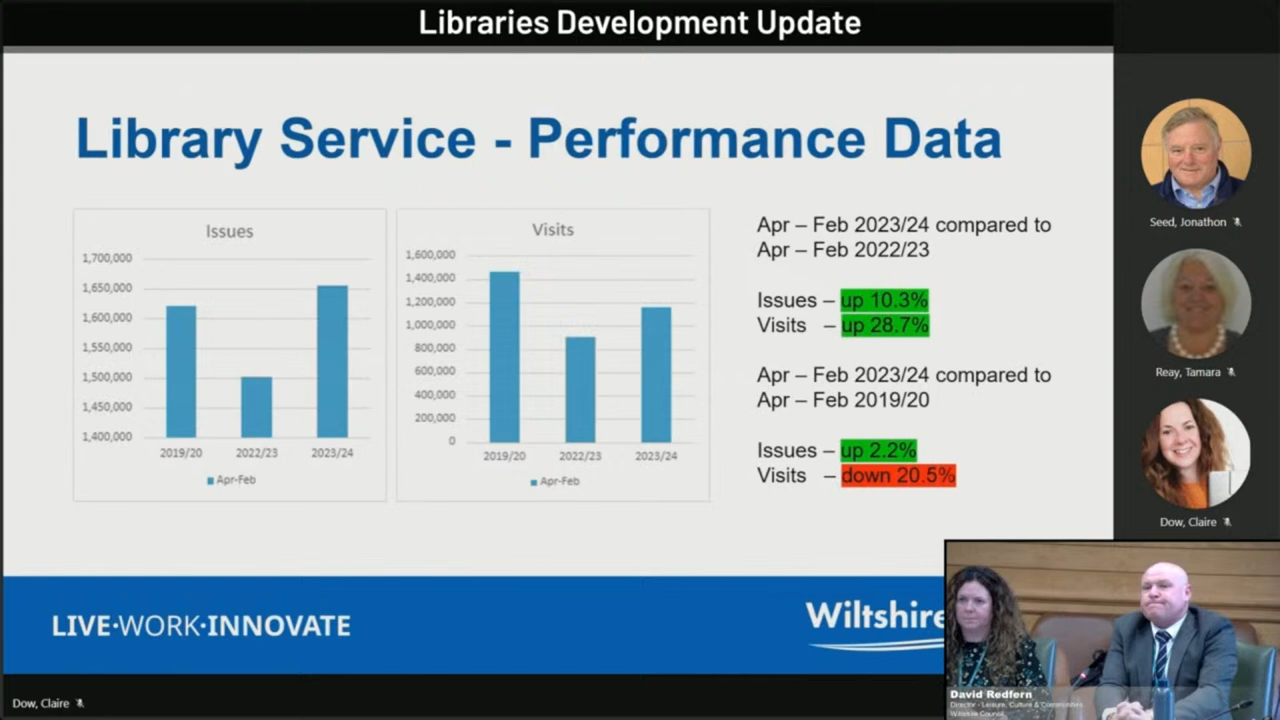 Libraries Development Update
Library Service - Performance Data
Issues
1,700,000
1,650,000
1,600,000
1,550,000
1,500,000
1,450,000
1,400,000
2019/20 2022/23 2023/24
Apr-Feb
Visits
1,600,000
1,400,000
1,200,000
1,000,000
800,000
600,000
400,000
200,000
0
2019/20 2022/23 2023/24
Apr-Feb
Apr – Feb 2023/24 compared to
Apr – Feb 2022/23
Issues – up 10.3%
Visits – up 28.7%
Apr – Feb 2023/24 compared to
Apr – Feb 2019/20
Issues – up 2.2%
Visits – down 20.5%
Seed, Jonathon
Reay, Tamara
Dow, Claire
LIVE·WORK·INNOVATE
Wiltshire
Dow, Claire
David Redfern
Director - Leisure, Culture & Communities
Wiltshire Council